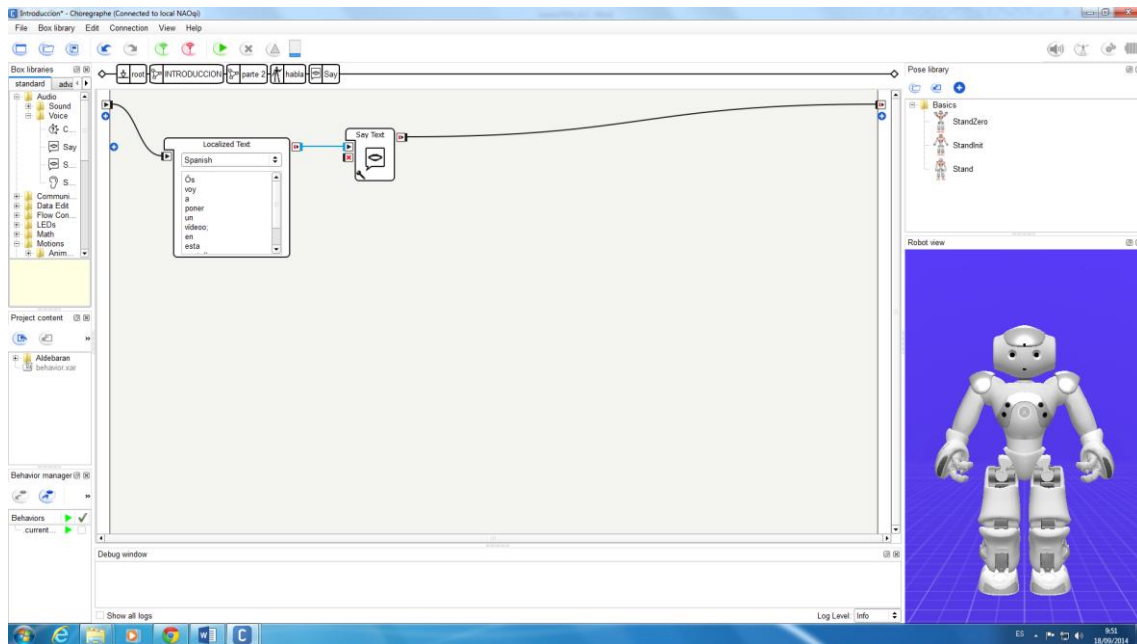 Introduccion* - Choregraphe (Connected to local NAOqi)
File Box library Edit Connection View Help
Box libraries
standard adva
Audio
Sound
Voice
C...
Say
S...
S...
Communi...
Data Edit
Flow Con...
LEDs
Math
Motions
Anim...
root INTRODUCCION parte 2 habla Say
Localized Text
Spanish
Ós
voy
a
poner
un
vídeoo;
en
esta
Say Text
Pose library
Basics
StandZero
StandInit
Stand
Robot view
Project content
Aldebaran
behavior.xar
Behavior manager
Behaviors
current...
Debug window
Show all logs
Log Level: Info
ES
9:51
18/09/2014